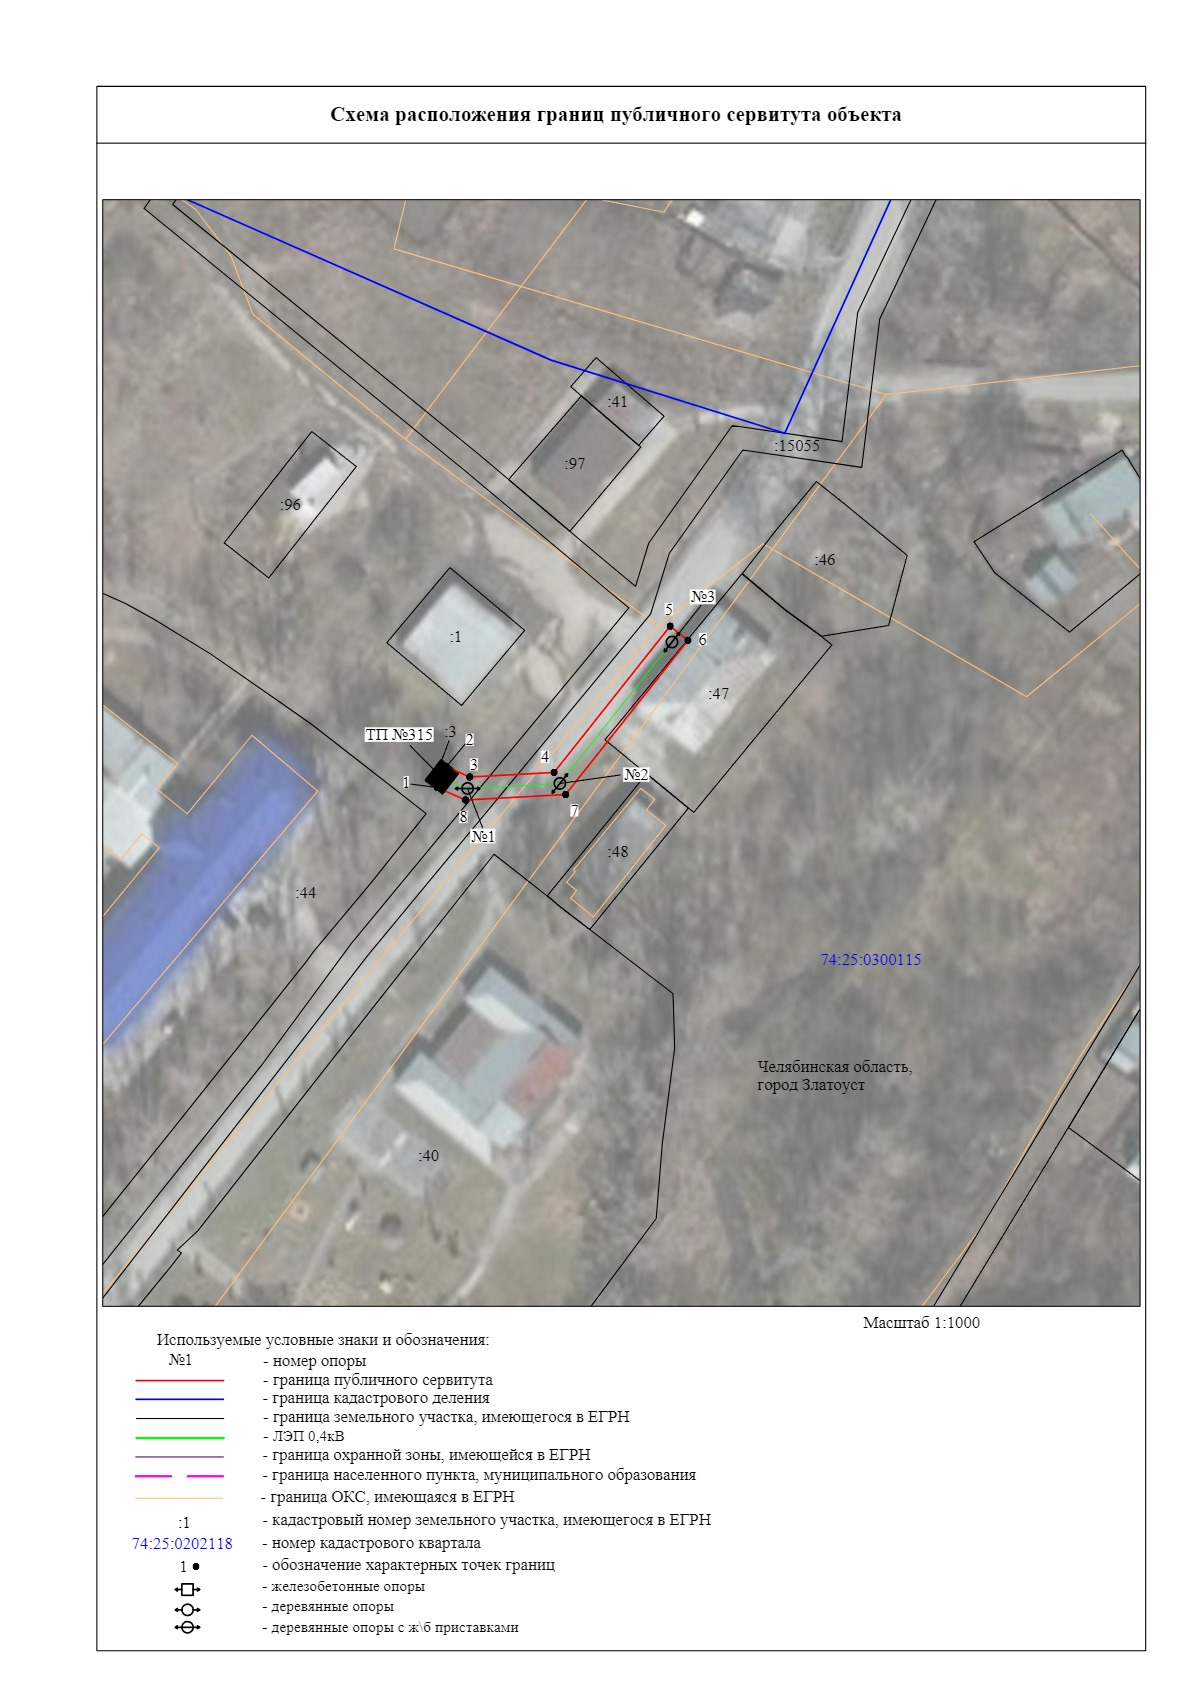 Схема расположения границ публичного сервитута объекта
:41
:15055
:97
:96
:46
№3
5
:1
6
:47
ТП №315
:3
2
4
3
№2
1
7
8
№1
:48
:44
74:25:0300115
Челябинская область,
город Златоуст
:40
Масштаб 1:1000
Используемые условные знаки и обозначения:
№1 - номер опоры
- граница публичного сервитута
- граница кадастрового деления
- граница земельного участка, имеющегося в ЕГРН
- ЛЭП 0,4кВ
- граница охранной зоны, имеющейся в ЕГРН
- граница населенного пункта, муниципального образования
- граница ОКС, имеющаяся в ЕГРН
:1 - кадастровый номер земельного участка, имеющегося в ЕГРН
74:25:0202118 - номер кадастрового квартала
1 - обозначение характерных точек границ
- железобетонные опоры
- деревянные опоры
- деревянные опоры с ж\б приставками